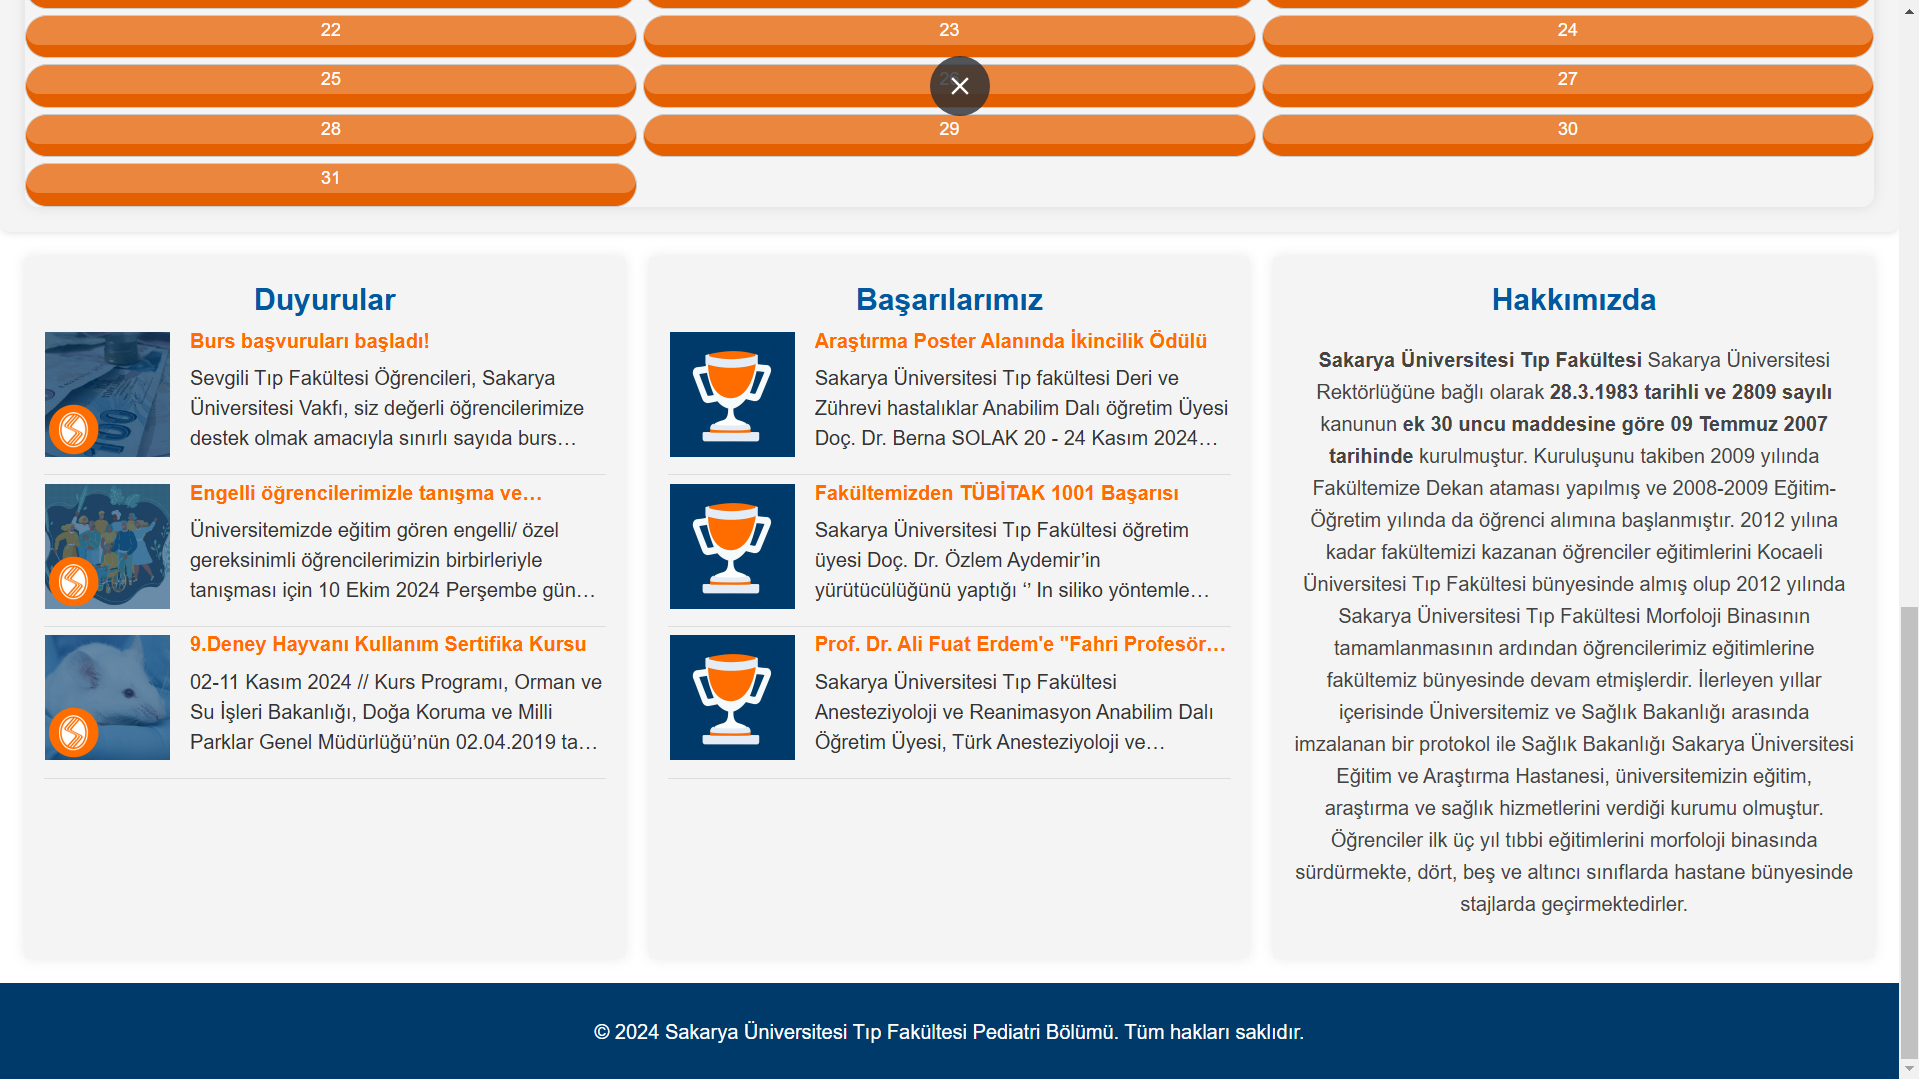 22
23
24
25
27
28
29
30
31
Duyurular
Burs başvuruları başladı!
Sevgili Tıp Fakültesi Öğrencileri, Sakarya
Üniversitesi Vakfı, siz değerli öğrencilerimize
destek olmak amacıyla sınırlı sayıda burs…
Engelli öğrencilerimizle tanışma ve…
Üniversitemizde eğitim gören engelli/ özel
gereksinimli öğrencilerimizin birbirleriyle
tanışması için 10 Ekim 2024 Perşembe gün…
9.Deney Hayvanı Kullanım Sertifika Kursu
02-11 Kasım 2024 // Kurs Programı, Orman ve
Su İşleri Bakanlığı, Doğa Koruma ve Milli
Parklar Genel Müdürlüğü’nün 02.04.2019 ta…
Başarılarımız
Araştırma Poster Alanında İkincilik Ödülü
Sakarya Üniversitesi Tıp fakültesi Deri ve
Zührevi hastalıklar Anabilim Dalı öğretim Üyesi
Doç. Dr. Berna SOLAK 20 - 24 Kasım 2024…
Fakültemizden TÜBİTAK 1001 Başarısı
Sakarya Üniversitesi Tıp Fakültesi öğretim
üyesi Doç. Dr. Özlem Aydemir’in
yürütücülüğünü yaptığı ‘’ In siliko yöntemle…
Prof. Dr. Ali Fuat Erdem'e "Fahri Profesör…
Sakarya Üniversitesi Tıp Fakültesi
Anesteziyoloji ve Reanimasyon Anabilim Dalı
Öğretim Üyesi, Türk Anesteziyoloji ve…
Hakkımızda
Sakarya Üniversitesi Tıp Fakültesi Sakarya Üniversitesi
Rektörlüğüne bağlı olarak 28.3.1983 tarihli ve 2809 sayılı
kanunun ek 30 uncu maddesine göre 09 Temmuz 2007
tarihinde kurulmuştur. Kuruluşunu takiben 2009 yılında
Fakültemize Dekan ataması yapılmış ve 2008-2009 Eğitim-
Öğretim yılında da öğrenci alımına başlanmıştır. 2012 yılına
kadar fakültemizi kazanan öğrenciler eğitimlerini Kocaeli
Üniversitesi Tıp Fakültesi bünyesinde almış olup 2012 yılında
Sakarya Üniversitesi Tıp Fakültesi Morfoloji Binasının
tamamlanmasının ardından öğrencilerimiz eğitimlerine
fakültemiz bünyesinde devam etmişlerdir. İlerleyen yıllar
içerisinde Üniversitemiz ve Sağlık Bakanlığı arasında
imzalanan bir protokol ile Sağlık Bakanlığı Sakarya Üniversitesi
Eğitim ve Araştırma Hastanesi, üniversitemizin eğitim,
araştırma ve sağlık hizmetlerini verdiği kurumu olmuştur.
Öğrenciler ilk üç yıl tıbbi eğitimlerini morfoloji binasında
sürdürmekte, dört, beş ve altıncı sınıflarda hastane bünyesinde
stajlarda geçirmektedirler.
© 2024 Sakarya Üniversitesi Tıp Fakültesi Pediatri Bölümü. Tüm hakları saklıdır.